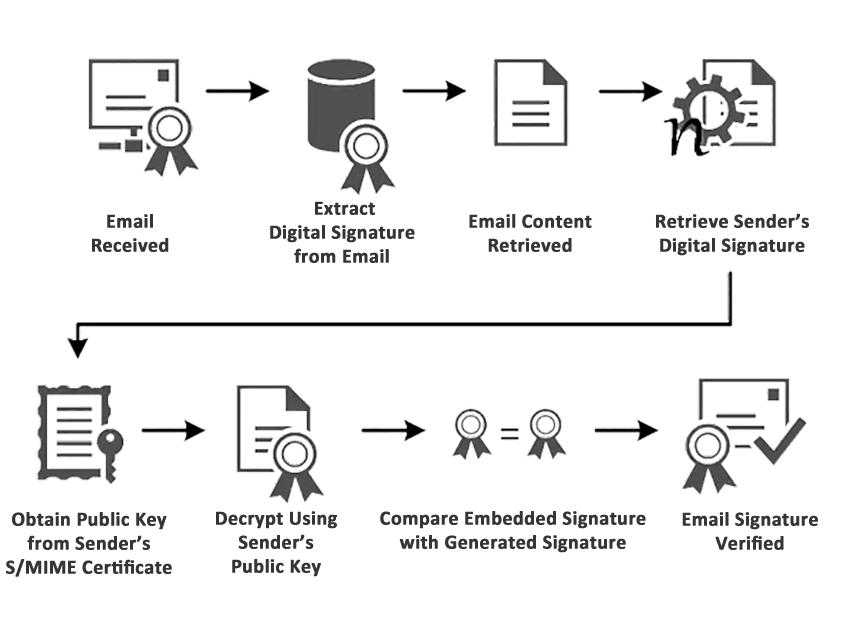 Email
Received
Extract
Digital Signature
from Email
Email Content
Retrieved
n
Retrieve Sender's
Digital Signature
Obtain Public Key
from Sender's
S/MIME Certificate
Decrypt Using
Sender's
Public Key
=
Compare Embedded Signature
with Generated Signature
Email Signature
Verified